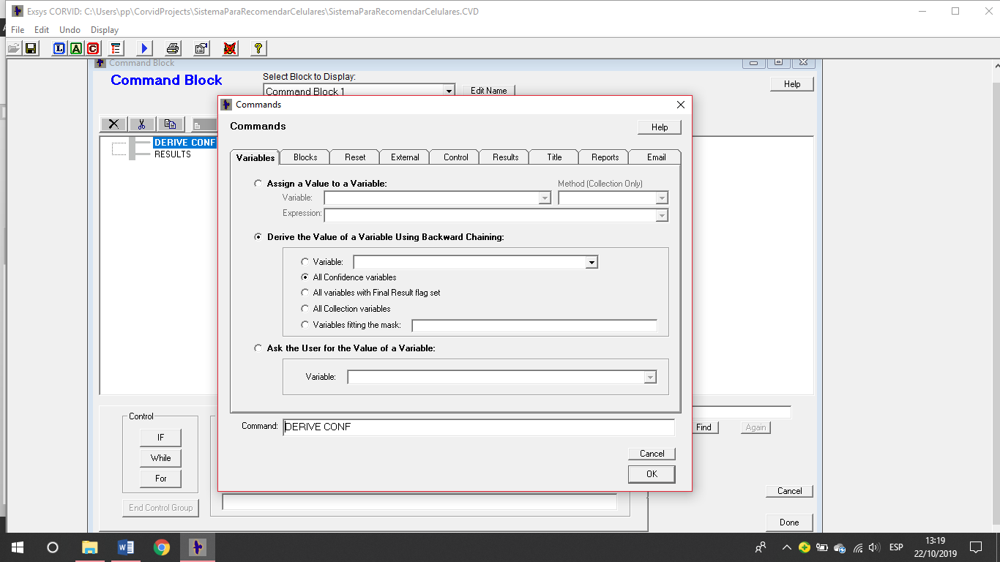 Exsys CORVID: C:\Users\pp\CorvidProjects\SistemaParaRecomendarCelulares\SistemaParaRecomendarCelulares.CVD
File Edit Undo Display
L A C ?
Command Block
Command Block
Select Block to Display:
Command Block 1
Edit Name
Help
DERIVE CONF
RESULTS
Commands
Commands
Help
Variables Blocks Reset External Control Results Title Reports Email
Assign a Value to a Variable:
Method (Collection Only)
Variable:
Expression:
Derive the Value of a Variable Using Backward Chaining:
Variable:
All Confidence variables
All variables with Final Result flag set
All Collection variables
Variables fitting the mask:
Ask the User for the Value of a Variable:
Variable:
Command: DERIVE CONF
Cancel
OK
Control
IF
While
For
End Control Group
Find
Again
Cancel
Done
ESP
13:19
22/10/2019